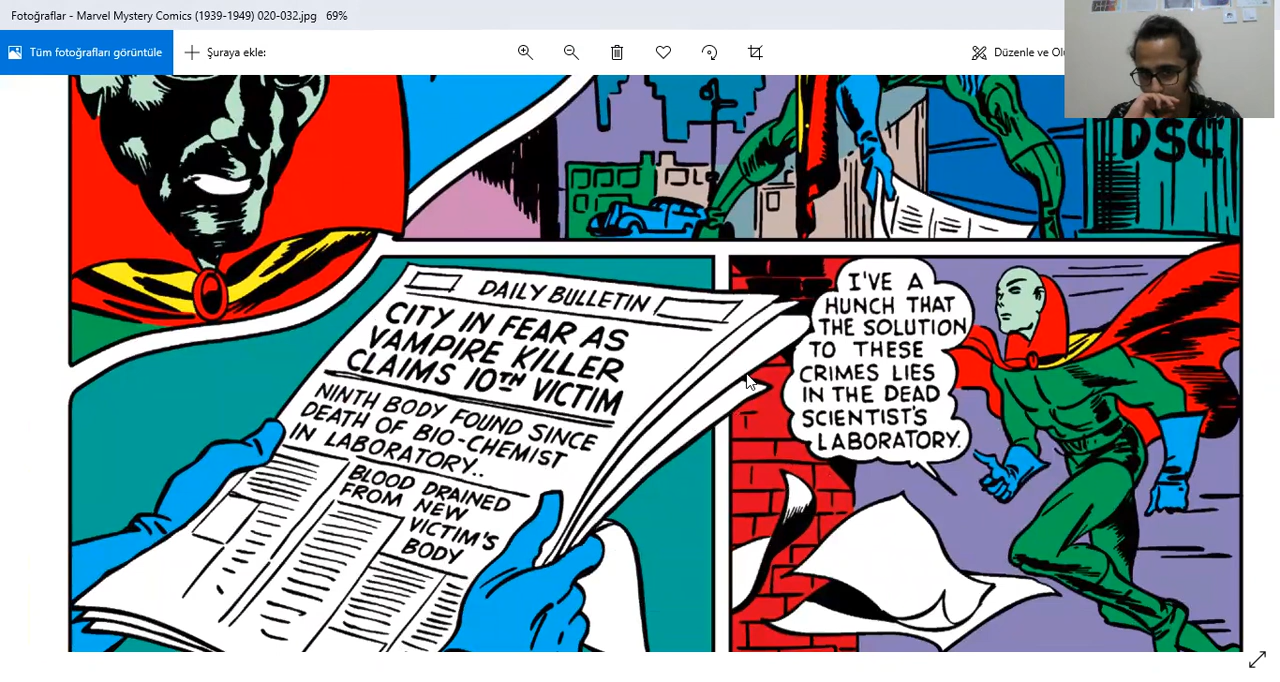 Fotoğraflar - Marvel Mystery Comics (1939-1949) 020-032.jpg   69%
Tüm fotoğrafları görüntüle
Şuraya ekle:
Düzenle ve Ol
DSC
DAILY BULLETIN
CITY IN FEAR AS
VAMPIRE KILLER
CLAIMS 10TH VICTIM
NINTH BODY FOUND SINCE
DEATH OF BIO-CHEMIST
IN LABORATORY..
BLOOD DRAINED
FROM NEW
VICTIM'S
BODY
I'VE A
HUNCH THAT
THE SOLUTION
TO THESE
CRIMES LIES
IN THE DEAD
SCIENTIST'S
LABORATORY.